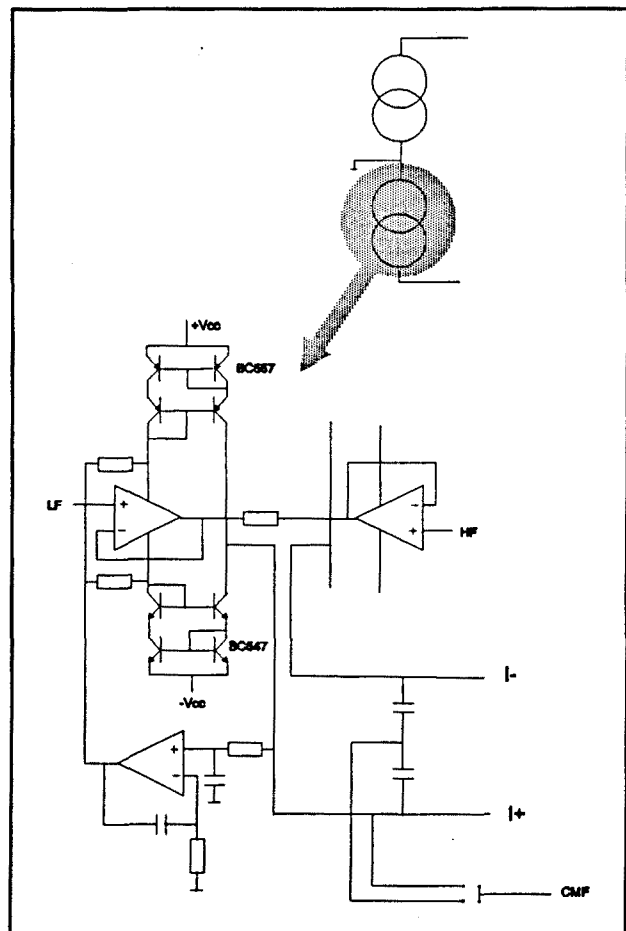 +Vcc
BC557
LF
+
-
-
+
HF
BC547
-Vcc
+
-
I-
I+
CMF